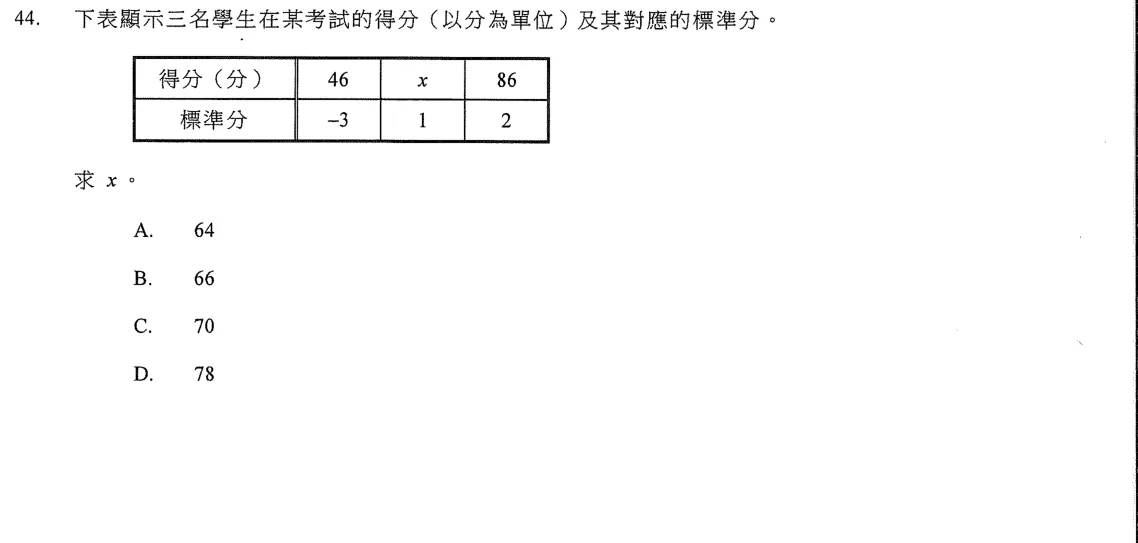 44. 下表顯示三名學生在某考試的得分（以分為單位）及其對應的標準分。
得分（分） 46 x 86
標準分 –3 1 2
求 x 。
A. 64
B. 66
C. 70
D. 78